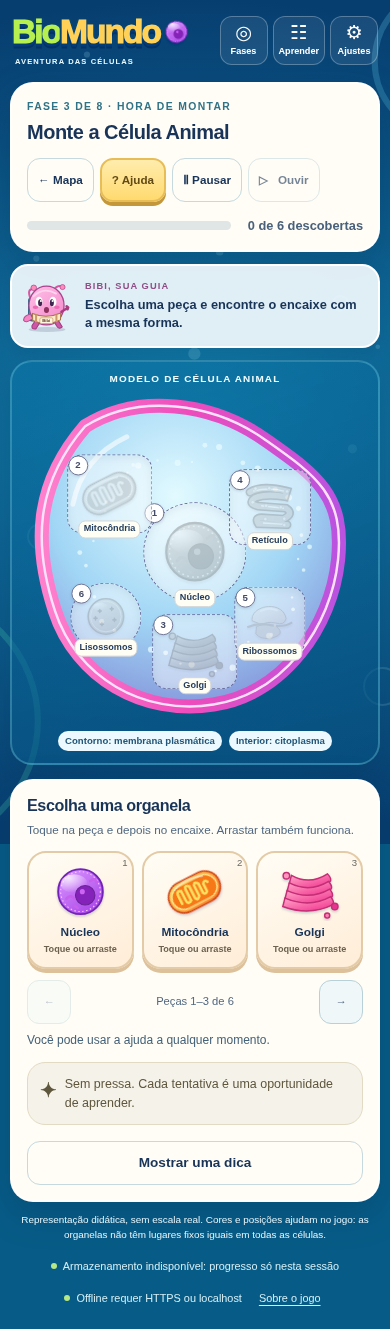 BioMundo
AVENTURA DAS CÉLULAS
Fases
Aprender
Ajustes
FASE 3 DE 8 · HORA DE MONTAR
Monte a Célula Animal
← Mapa
? Ajuda
Pausar
Ouvir
0 de 6 descobertas
BIBI, SUA GUIA
Escolha uma peça e encontre o encaixe com
a mesma forma.
MODELO DE CÉLULA ANIMAL
2
Mitocôndria
4
Retículo
1
Núcleo
6
Lisossomos
3
Golgi
5
Ribossomos
Contorno: membrana plasmática
Interior: citoplasma
Escolha uma organela
Toque na peça e depois no encaixe. Arrastar também funciona.
1
Núcleo
Toque ou arraste
2
Mitocôndria
Toque ou arraste
3
Golgi
Toque ou arraste
←
Peças 1–3 de 6
→
Você pode usar a ajuda a qualquer momento.
Sem pressa. Cada tentativa é uma oportunidade
de aprender.
Mostrar uma dica
Representação didática, sem escala real. Cores e posições ajudam no jogo: as
organelas não têm lugares fixos iguais em todas as células.
Armazenamento indisponível: progresso só nesta sessão
Offline requer HTTPS ou localhost
Sobre o jogo